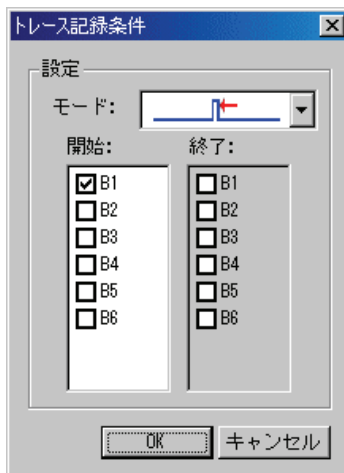 トレース記録条件
設定
モード:
開始: 終了:
B1 B1
B2 B2
B3 B3
B4 B4
B5 B5
B6 B6
OK キャンセル